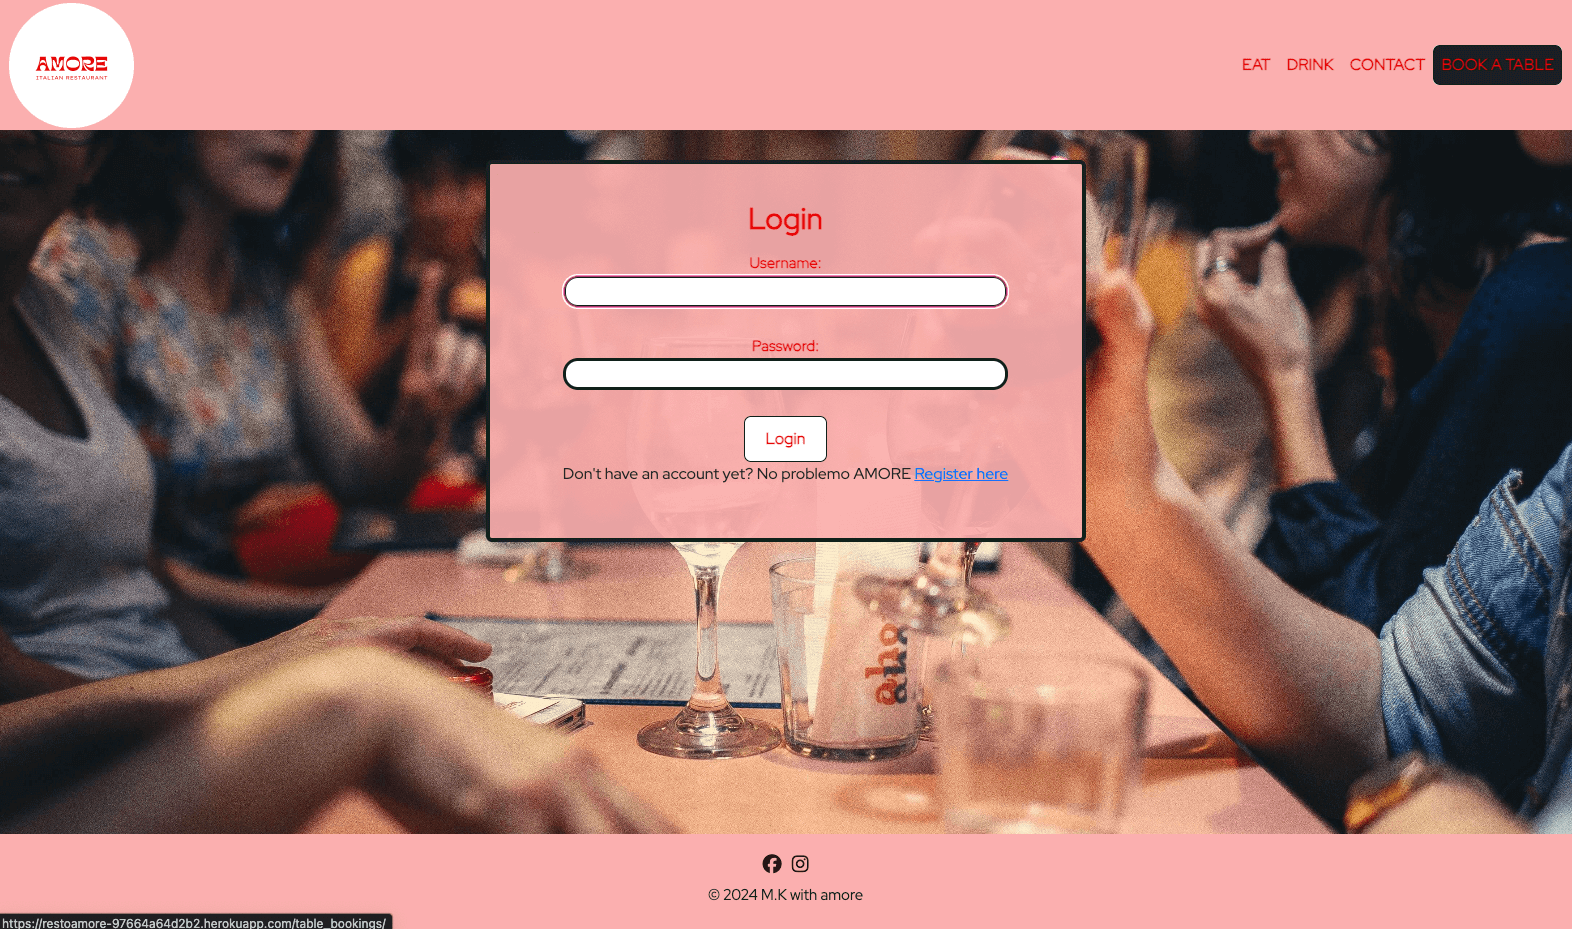 AMORE
ITALIAN RESTAURANT
EAT DRINK CONTACT BOOK A TABLE
Login
Username:
Password:
Login
Don't have an account yet? No problemo AMORE Register here
© 2024 M.K with amore
https://restoamore-97664a64d2b2.herokuapp.com/table_bookings/